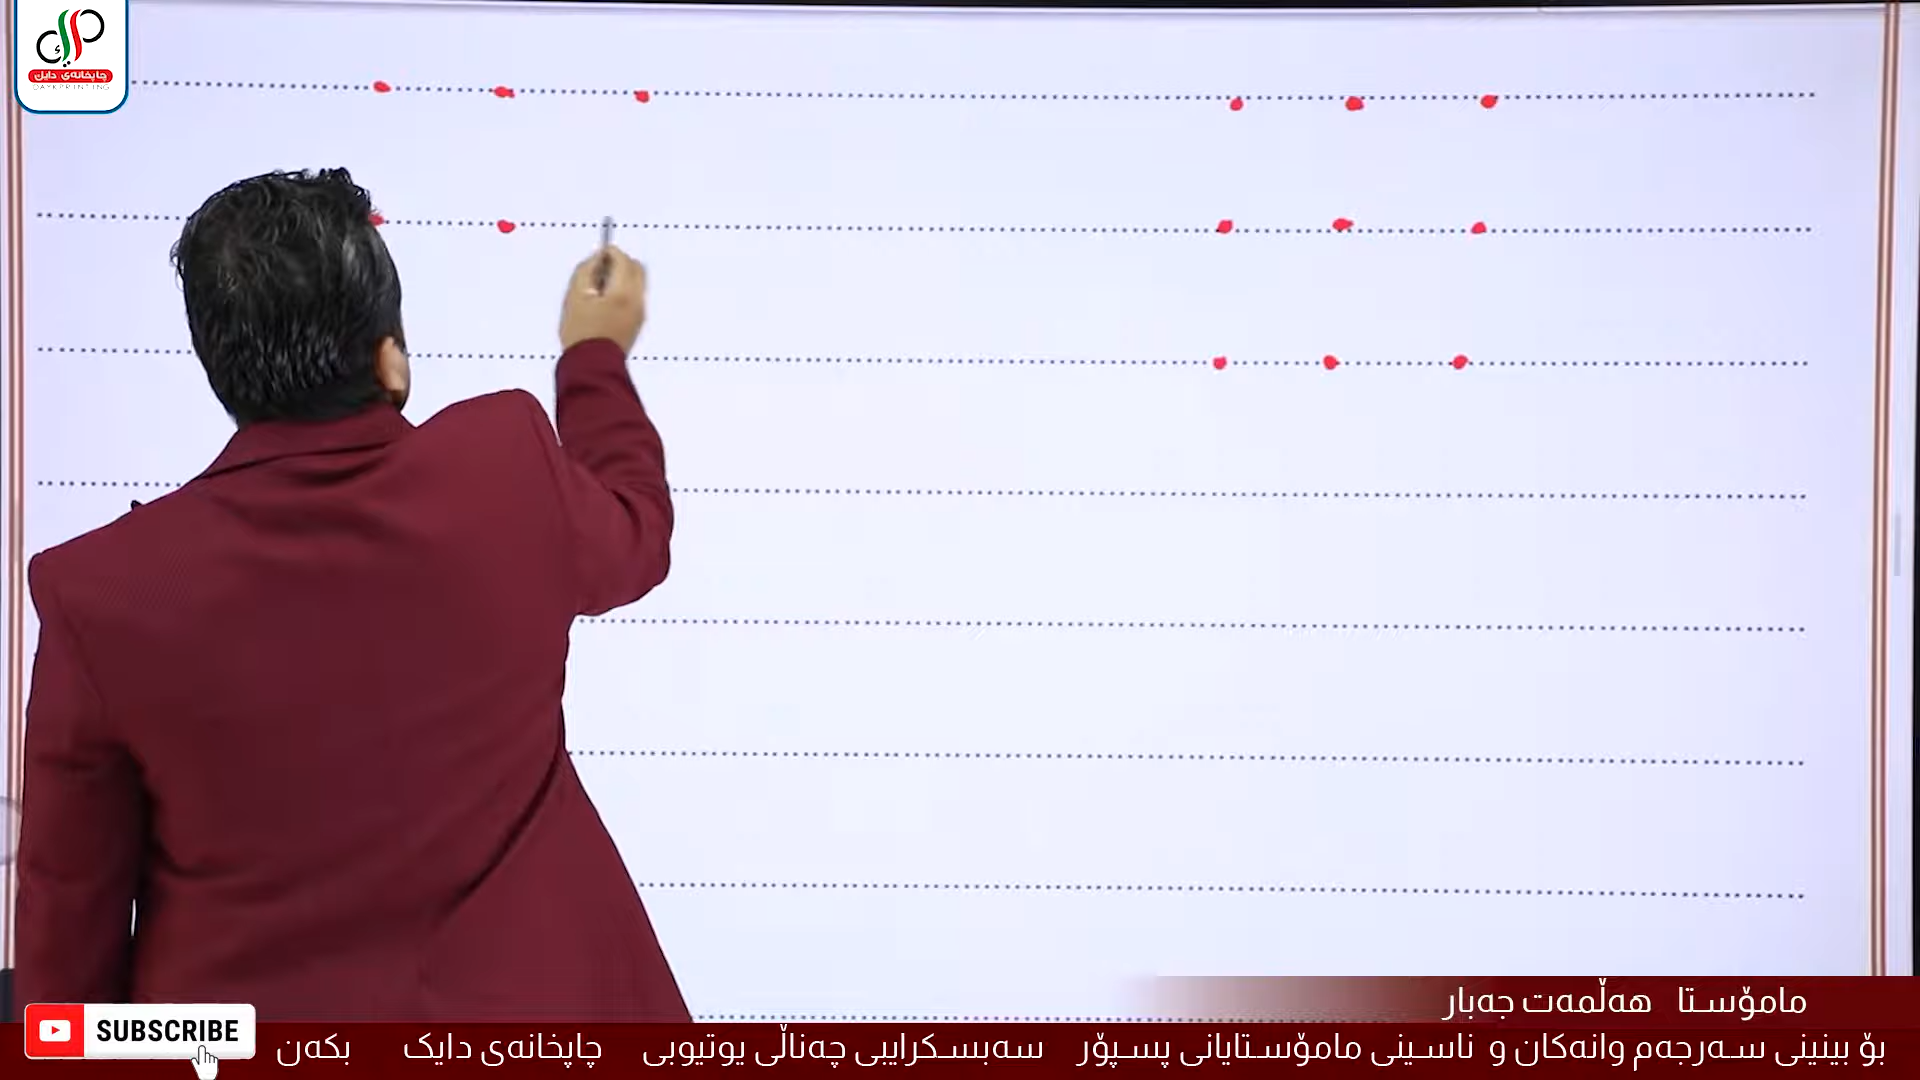 چاپخانەی دایک
DAYKPRINTING
مامۆستا هەڵمەت جەبار
SUBSCRIBE
بۆ بینینی سەرجەم وانەکان و ناسینی مامۆستایانی پسپۆر سەبسکرایبی چەناڵی یوتیوبی چاپخانەی دایک بکەن